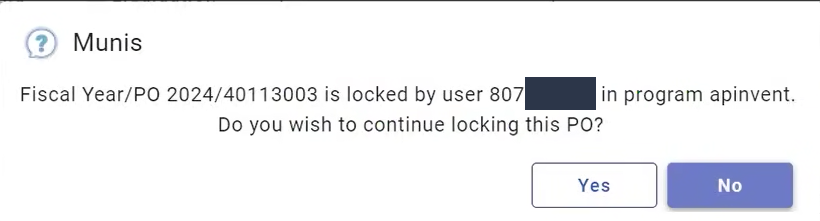 Munis
Fiscal Year/PO 2024/40113003 is locked by user 807 in program apinvent.
Do you wish to continue locking this PO?
Yes No